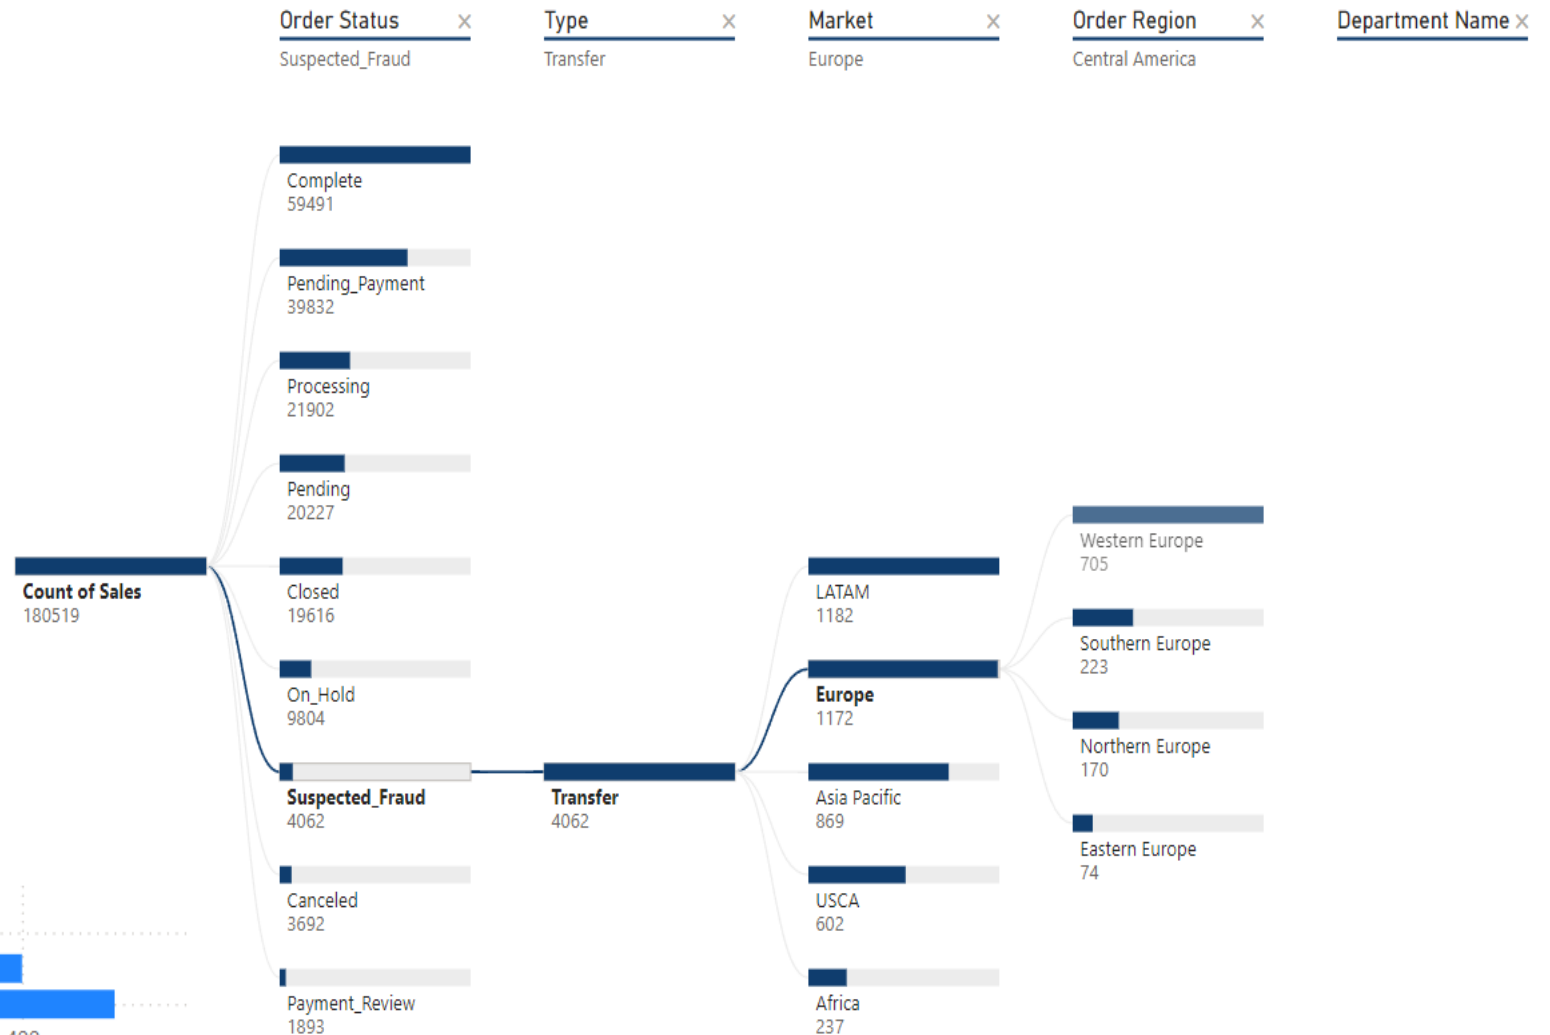 Order Status ×
Type ×
Market ×
Order Region ×
Department Name ×
Suspected_Fraud
Transfer
Europe
Central America
Complete
59491
Pending_Payment
39832
Processing
21902
Pending
20227
Closed
19616
On_Hold
9804
Suspected_Fraud
4062
Canceled
3692
Payment_Review
1893
Count of Sales
180519
Transfer
4062
LATAM
1182
Europe
1172
Asia Pacific
869
USCA
602
Africa
237
Western Europe
705
Southern Europe
223
Northern Europe
170
Eastern Europe
74